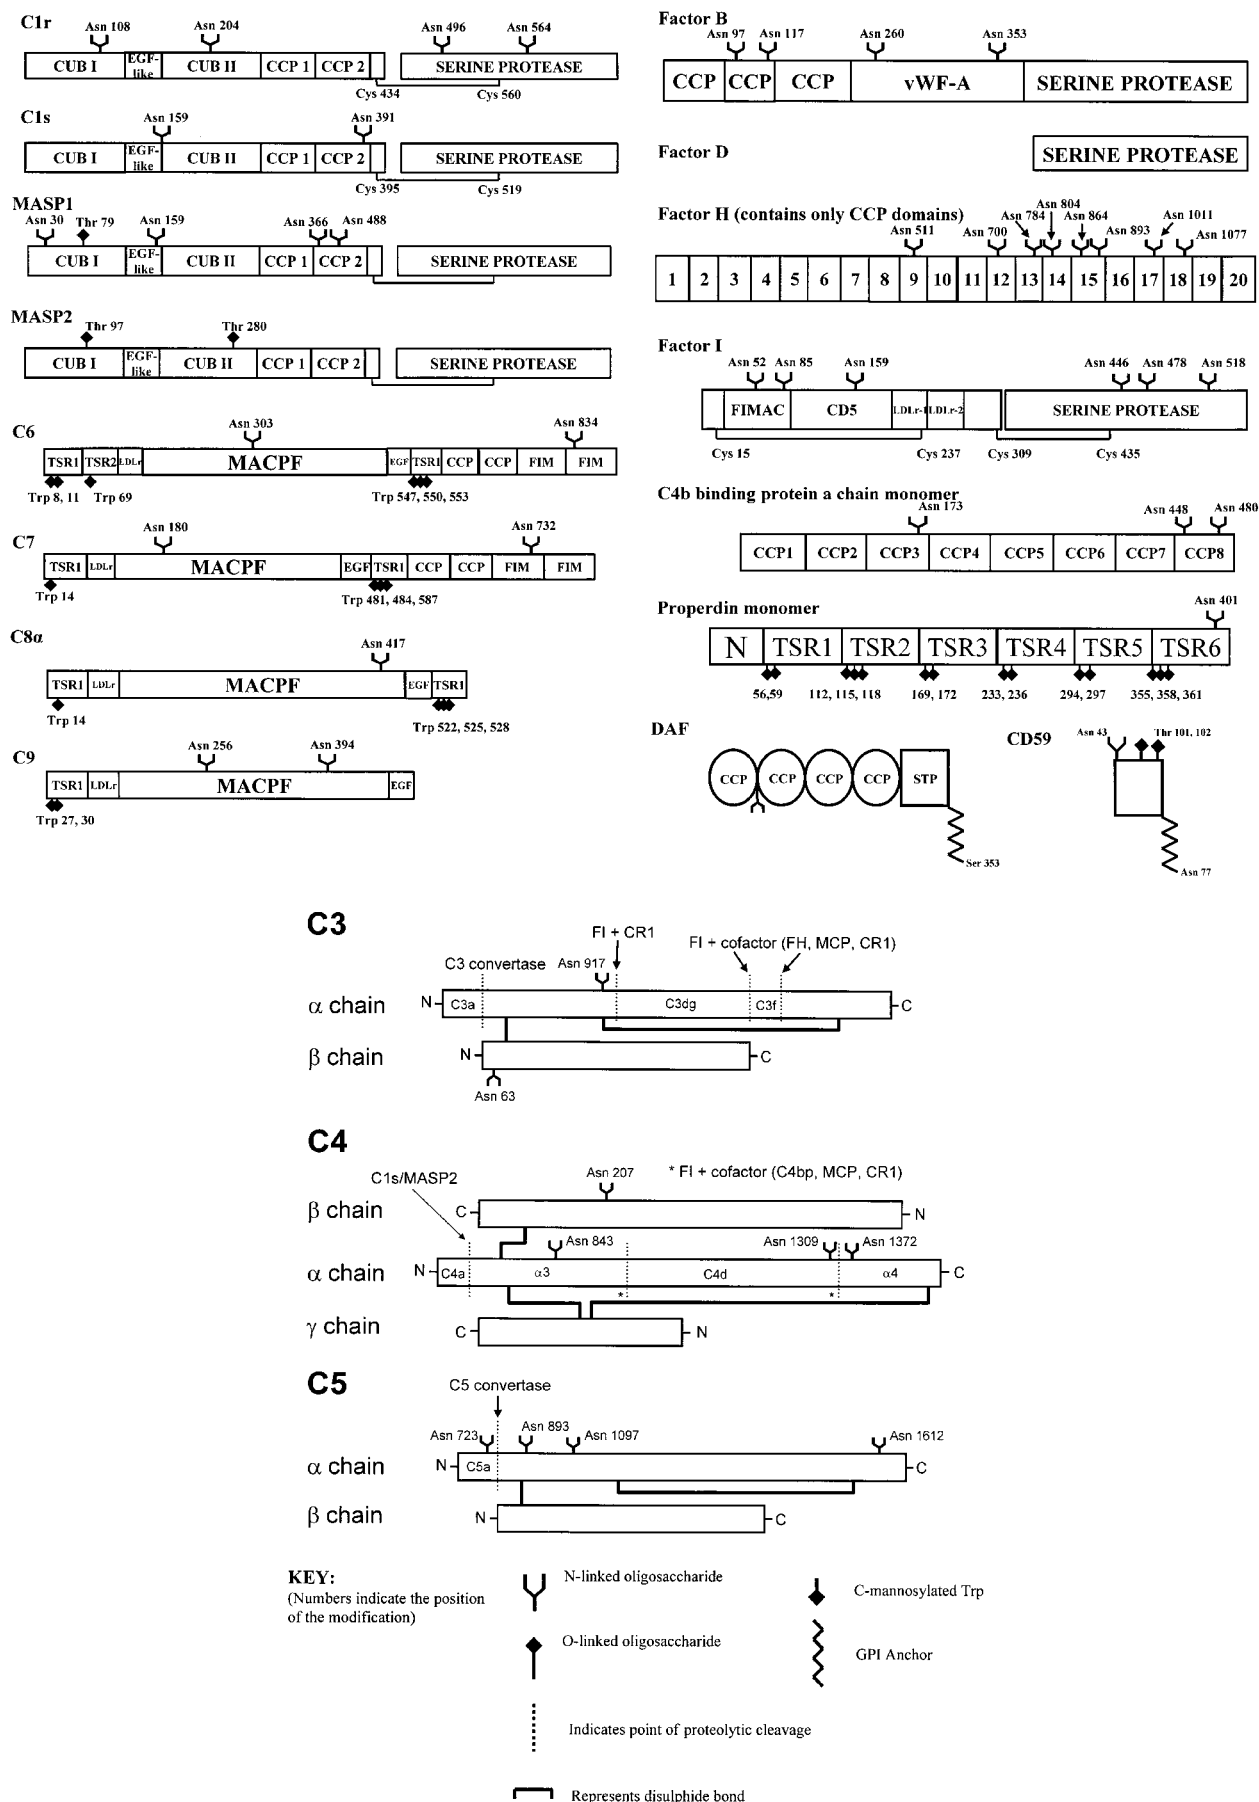 C1r
Asn 108
Asn 204
Asn 496
Asn 564
CUB I
EGF-like
CUB II
CCP 1
CCP 2
SERINE PROTEASE
Cys 434
Cys 560
C1s
Asn 159
Asn 391
CUB I
EGF-like
CUB II
CCP 1
CCP 2
SERINE PROTEASE
Cys 395
Cys 519
MASP1
Asn 30
Thr 79
Asn 159
Asn 366
Asn 488
CUB I
EGF-like
CUB II
CCP 1
CCP 2
SERINE PROTEASE
MASP2
Thr 97
Thr 280
CUB I
EGF-like
CUB II
CCP 1
CCP 2
SERINE PROTEASE
C6
Asn 303
Asn 834
TSR1
TSR2
LDLr
MACPF
EGF
TSR1
CCP
CCP
FIM
FIM
Trp 8, 11
Trp 69
Trp 547, 550, 553
C7
Asn 180
Asn 732
TSR1
LDLr
MACPF
EGF
TSR1
CCP
CCP
FIM
FIM
Trp 14
Trp 481, 484, 587
C8α
Asn 417
TSR1
LDLr
MACPF
EGF
TSR1
Trp 14
Trp 522, 525, 528
C9
Asn 256
Asn 394
TSR1
LDLr
MACPF
EGF
Trp 27, 30
Factor B
Asn 97
Asn 117
Asn 260
Asn 353
CCP
CCP
CCP
vWF-A
SERINE PROTEASE
Factor D
SERINE PROTEASE
Factor H (contains only CCP domains)
Asn 511
Asn 700
Asn 784
Asn 804
Asn 864
Asn 893
Asn 1011
Asn 1077
1 2 3 4 5 6 7 8 9 10 11 12 13 14 15 16 17 18 19 20
Factor I
Asn 52
Asn 85
Asn 159
Asn 446
Asn 478
Asn 518
FIMAC
CD5
LDLr-1
LDLr-2
SERINE PROTEASE
Cys 15
Cys 237
Cys 309
Cys 435
C4b binding protein a chain monomer
Asn 173
Asn 448
Asn 480
CCP1
CCP2
CCP3
CCP4
CCP5
CCP6
CCP7
CCP8
Properdin monomer
Asn 401
N
TSR1
TSR2
TSR3
TSR4
TSR5
TSR6
56,59
112, 115, 118
169, 172
233, 236
294, 297
355, 358, 361
DAF
CCP
CCP
CCP
CCP
STP
Ser 353
CD59
Asn 43
Thr 101, 102
Asn 77
C3
FI + CR1
FI + cofactor (FH, MCP, CR1)
C3 convertase
Asn 917
α chain
N
C3a
C3dg
C3f
C
β chain
N
C
Asn 63
C4
C1s/MASP2
Asn 207
* FI + cofactor (C4bp, MCP, CR1)
β chain
C
N
Asn 843
Asn 1309
Asn 1372
α chain
N
C4a
α3
C4d
α4
C
*
*
γ chain
C
N
C5
C5 convertase
Asn 723
Asn 893
Asn 1097
Asn 1612
α chain
N
C5a
C
β chain
N
C
KEY:
(Numbers indicate the position
of the modification)
N-linked oligosaccharide
C-mannosylated Trp
O-linked oligosaccharide
GPI Anchor
Indicates point of proteolytic cleavage
Represents disulphide bond